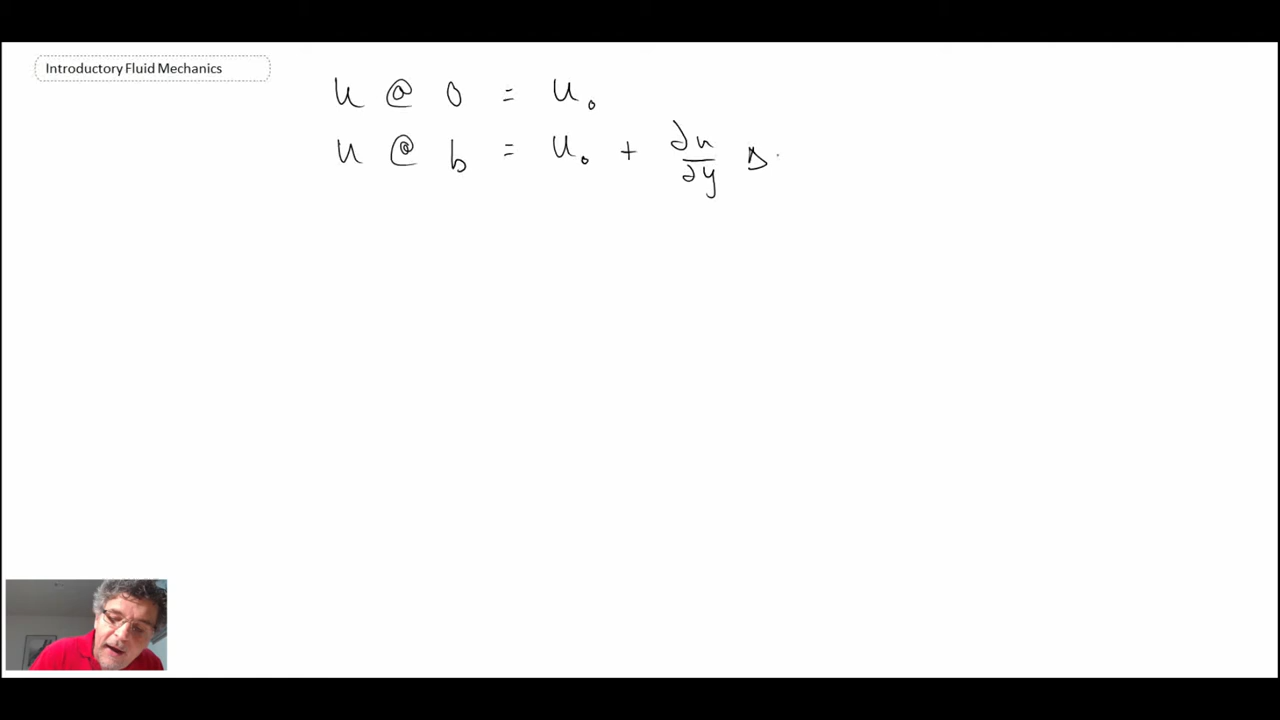 Introductory Fluid Mechanics
u @ 0 = u₀
u @ b = u₀ + ∂u/∂y Δ